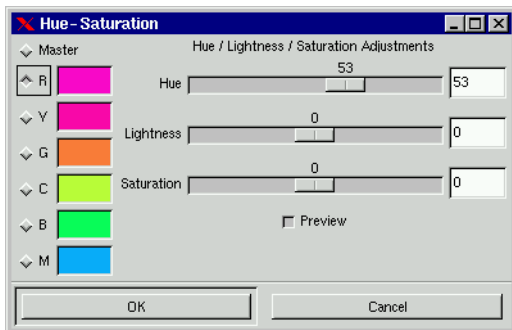 Hue-Saturation
Master
Hue / Lightness / Saturation Adjustments
R
Hue
53
53
Y
Lightness
0
0
G
C
Saturation
0
0
B
Preview
M
OK
Cancel